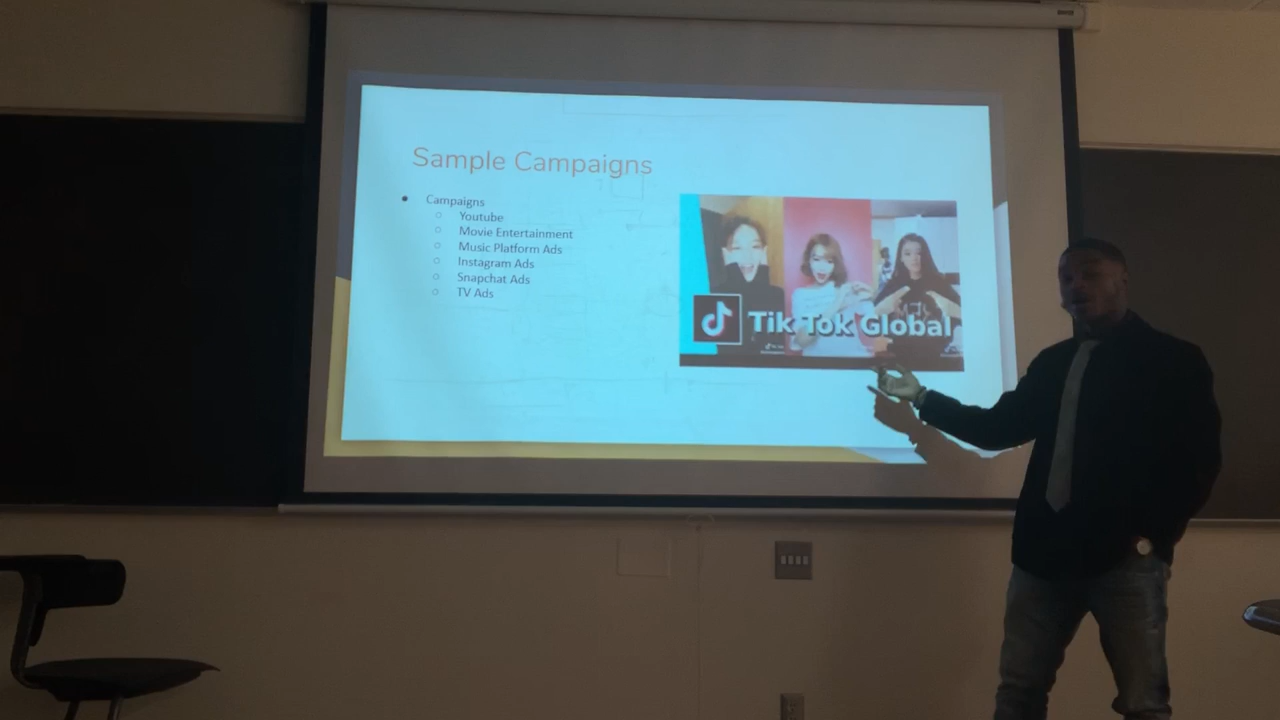 Sample Campaigns
Campaigns
Youtube
Movie Entertainment
Music Platform Ads
Instagram Ads
Snapchat Ads
TV Ads
Tik Tok Global